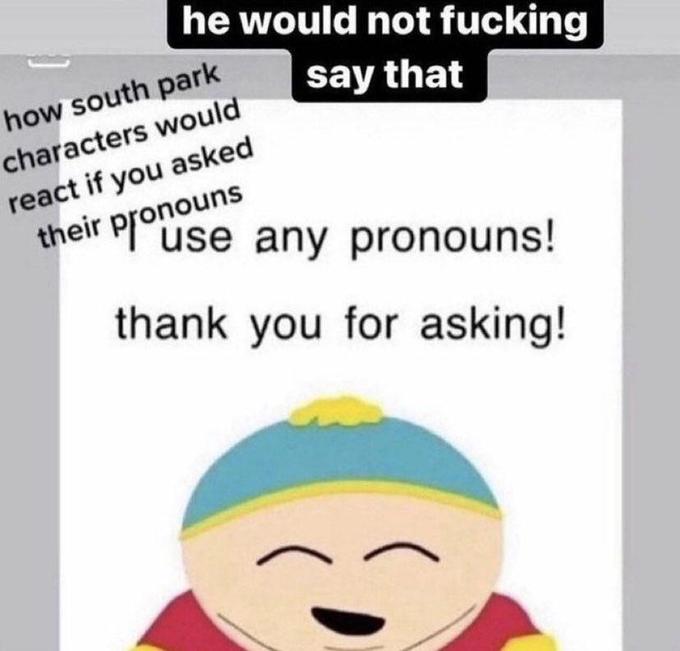 he would not fucking
say that
how south park
characters would
react if you asked
their pronouns
I use any pronouns!
thank you for asking!